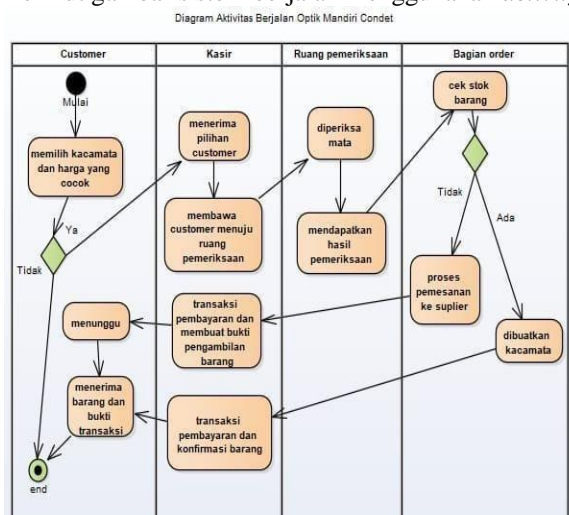 Diagram Aktivitas Berjalan Optik Mandiri Condet
Customer
Kasir
Ruang pemeriksaan
Bagian order
Mulai
memilih kacamata
dan harga yang
cocok
Ya
Tidak
menunggu
menerima
barang dan
bukti
transaksi
end
menerima
pilihan
customer
membawa
customer menuju
ruang
pemeriksaan
transaksi
pembayaran dan
membuat bukti
pengambilan
barang
transaksi
pembayaran dan
konfirmasi barang
diperiksa
mata
mendapatkan
hasil
pemeriksaan
cek stok
barang
Tidak
Ada
proses
pemesanan
ke suplier
dibuatkan
kacamata